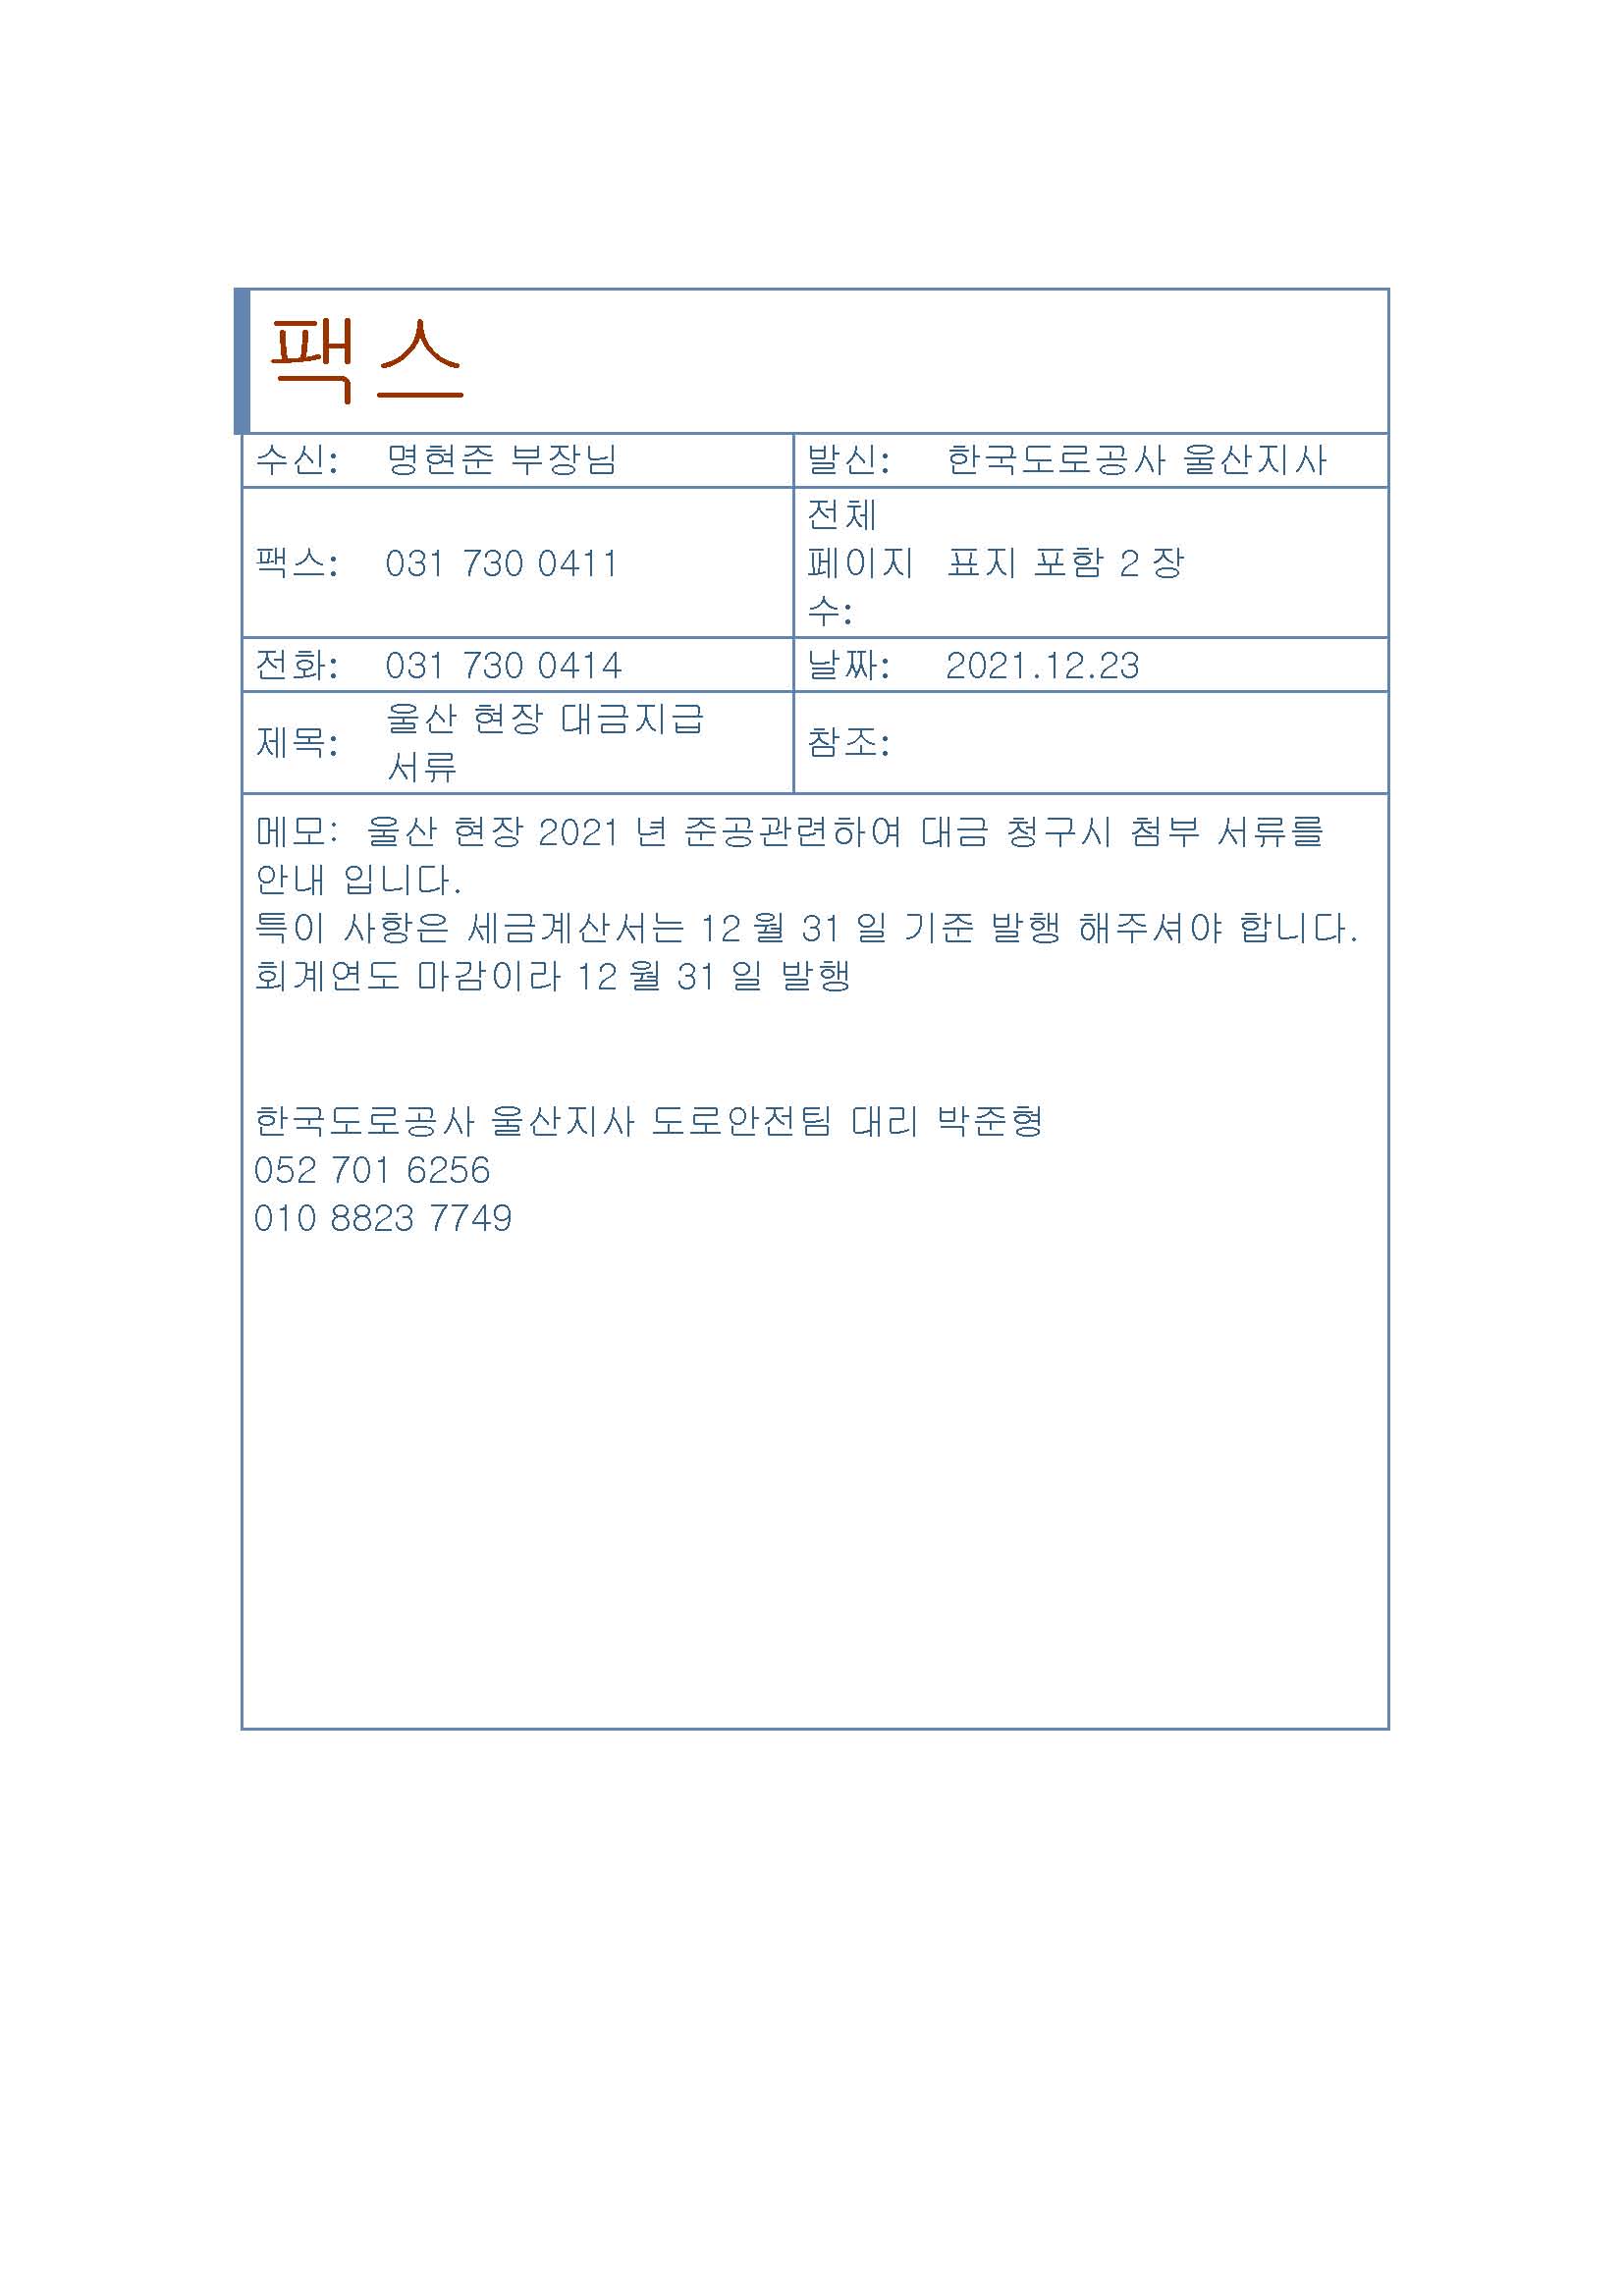 팩스
수신: 명현준 부장님 발신: 한국도로공사 울산지사
팩스: 031 730 0411 전체
페이지 표지 포함 2 장
수:
전화: 031 730 0414 날짜: 2021.12.23
제목: 울산 현장 대금지급
서류
참조:
메모: 울산 현장 2021 년 준공관련하여 대금 청구시 첨부 서류를
안내 입니다.
특이 사항은 세금계산서는 12 월 31 일 기준 발행 해주셔야 합니다.
회계연도 마감이라 12 월 31 일 발행
한국도로공사 울산지사 도로안전팀 대리 박준형
052 701 6256
010 8823 7749